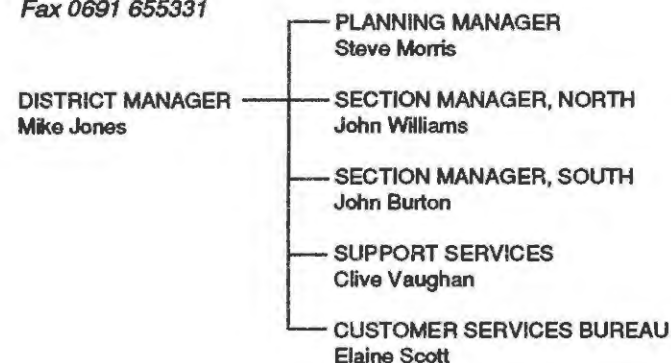 Fax 0691 655331
PLANNING MANAGER
Steve Morris
DISTRICT MANAGER
Mike Jones
SECTION MANAGER, NORTH
John Williams
SECTION MANAGER, SOUTH
John Burton
SUPPORT SERVICES
Clive Vaughan
CUSTOMER SERVICES BUREAU
Elaine Scott